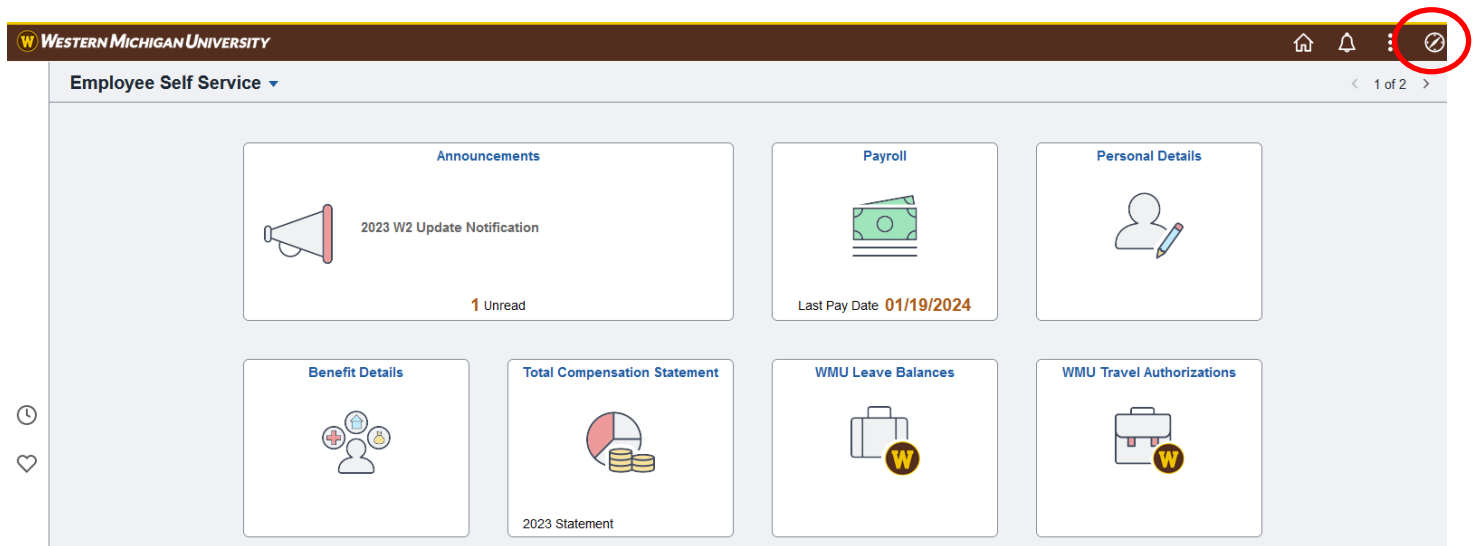 W WESTERN MICHIGAN UNIVERSITY
Employee Self Service
1 of 2
Announcements
2023 W2 Update Notification
1 Unread
Payroll
Last Pay Date 01/19/2024
Personal Details
Benefit Details
Total Compensation Statement
2023 Statement
WMU Leave Balances
W
WMU Travel Authorizations
W